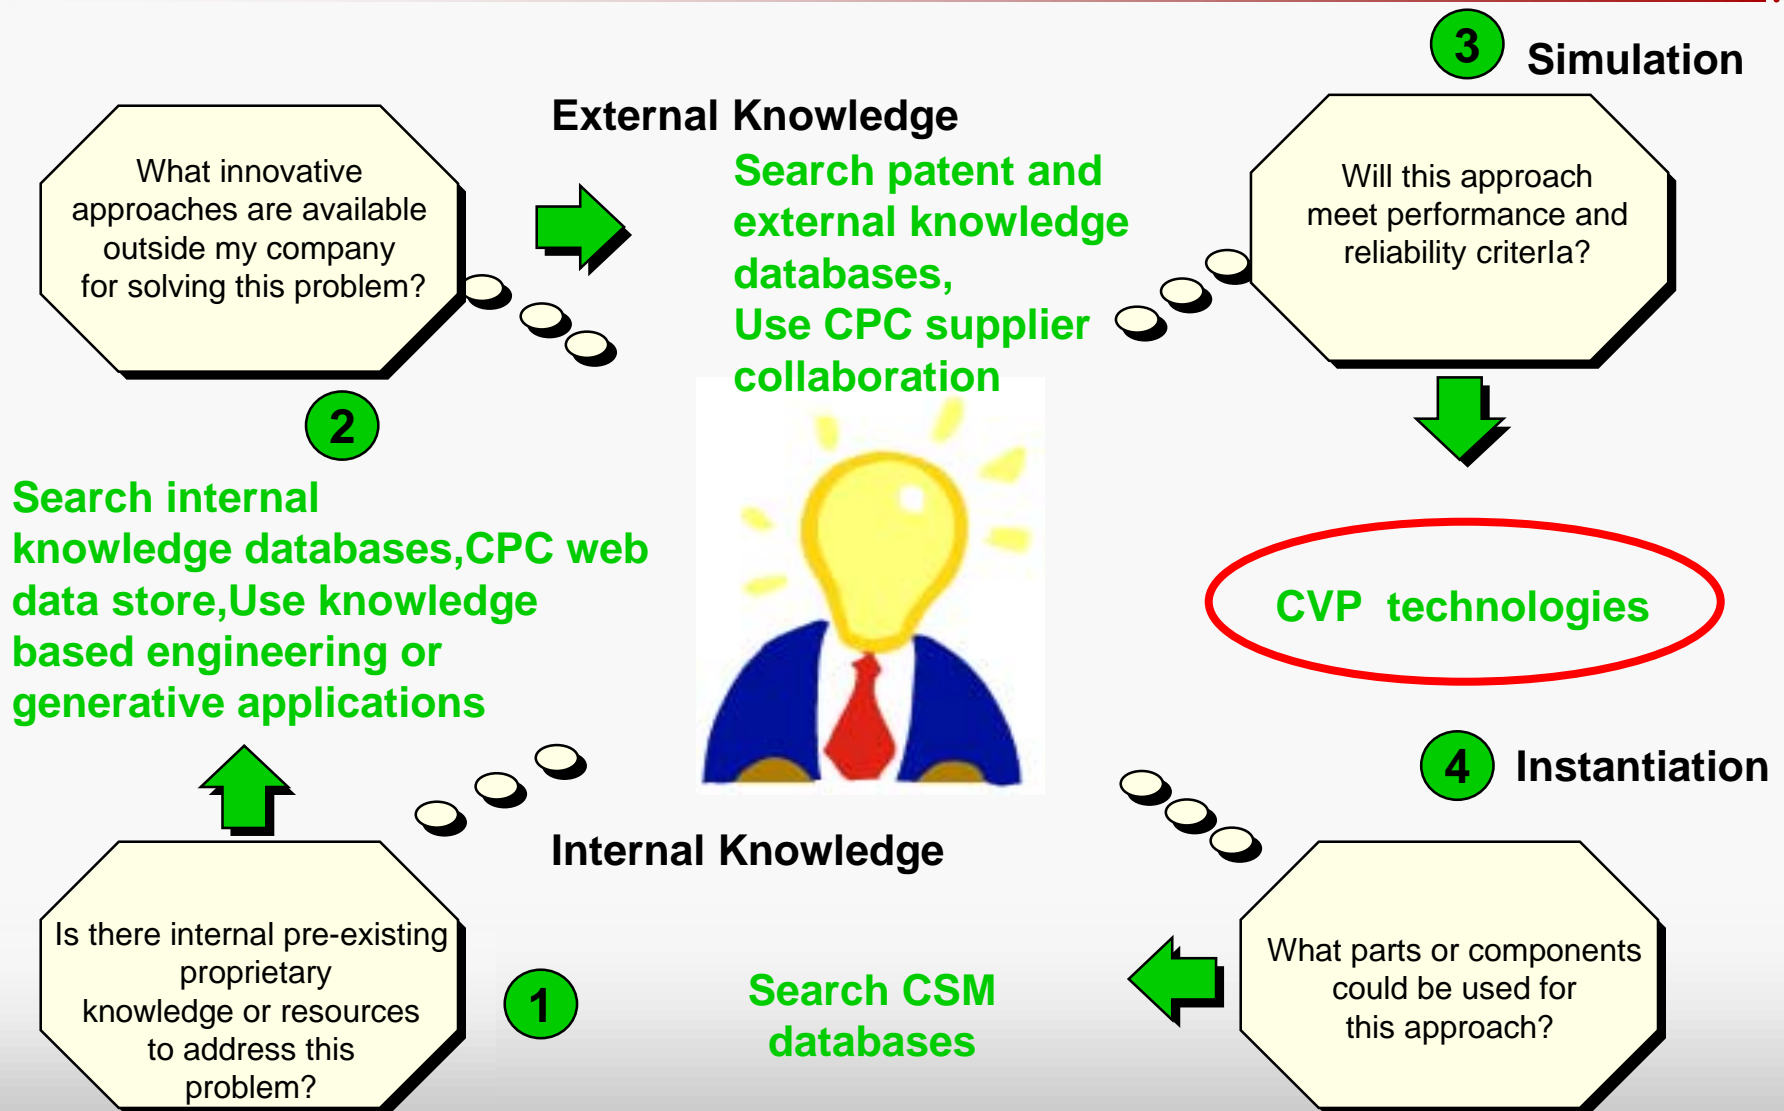 3
Simulation
External Knowledge
What innovative
approaches are available
outside my company
for solving this problem?
Search patent and
external knowledge
databases,
Use CPC supplier
collaboration
Will this approach
meet performance and
reliability criterIa?
2
Search internal
knowledge databases,CPC web
data store,Use knowledge
based engineering or
generative applications
CVP technologies
4
Instantiation
Internal Knowledge
Is there internal pre-existing
proprietary
knowledge or resources
to address this
problem?
1
Search CSM
databases
What parts or components
could be used for
this approach?